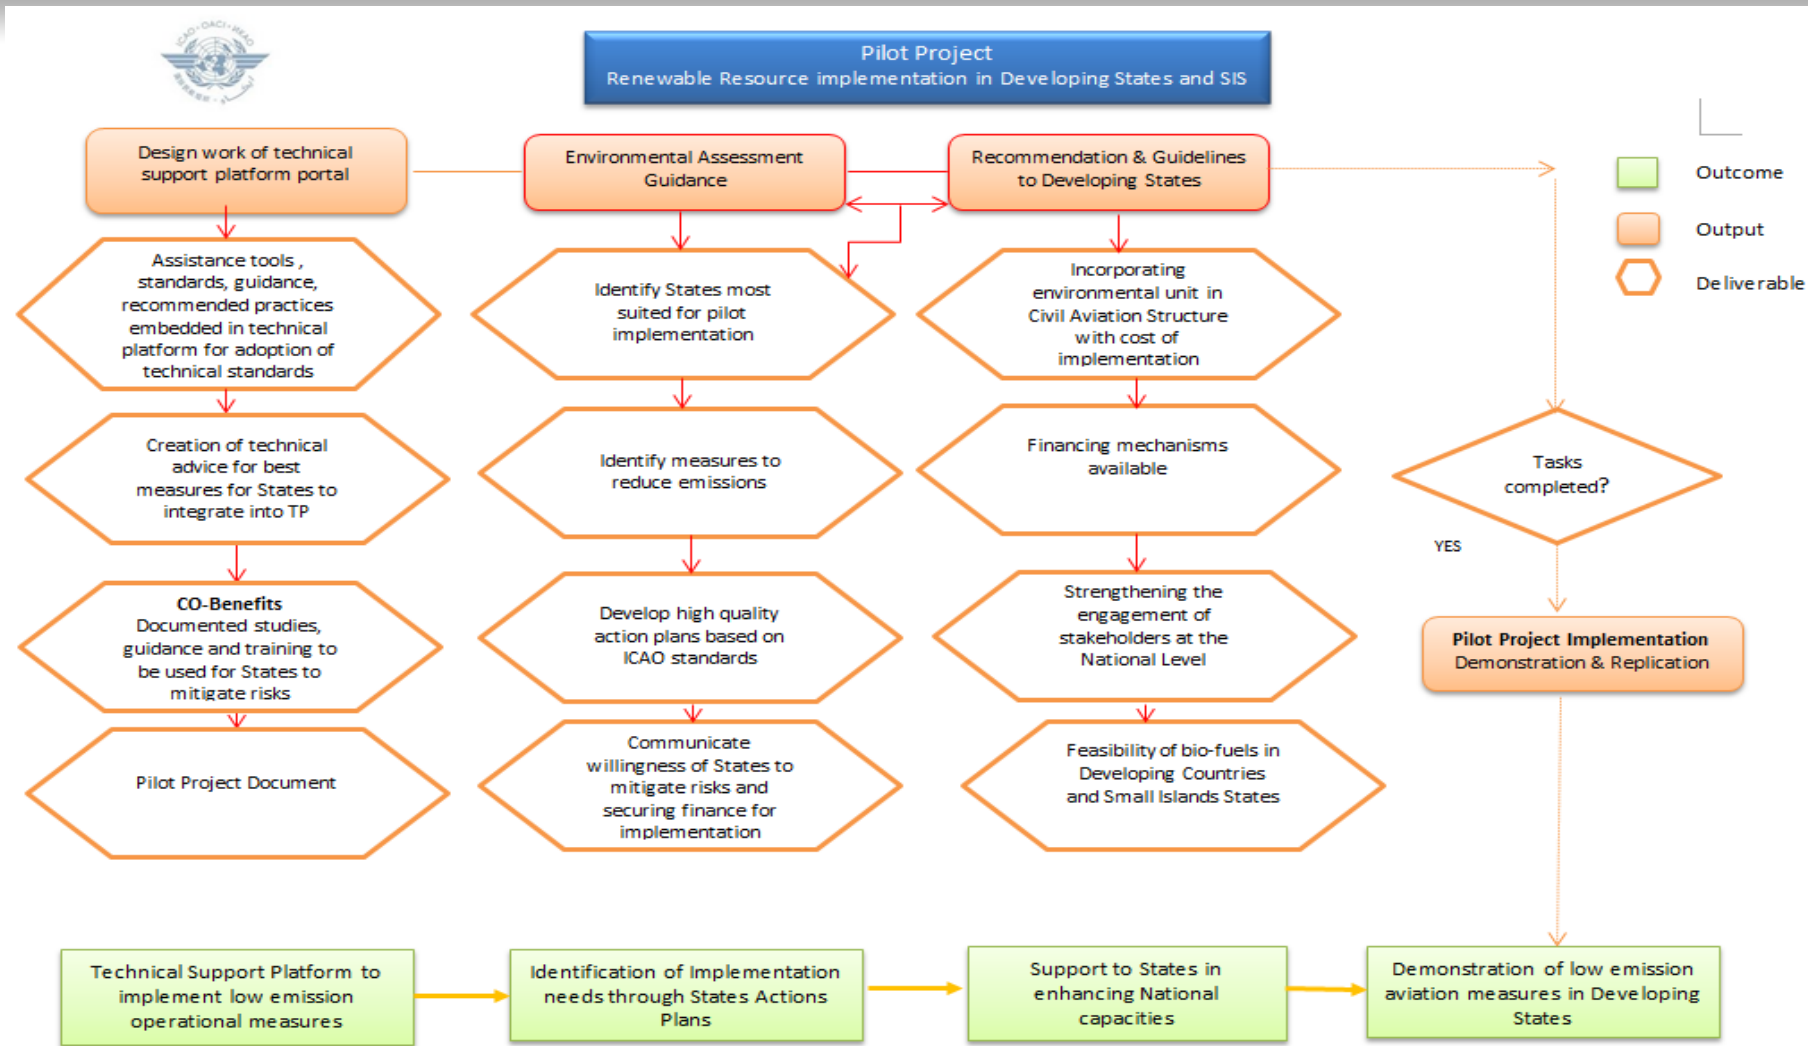 ICAO · OACI · ИКАО
Pilot Project
Renewable Resource implementation in Developing States and SIS
Design work of technical
support platform portal
Environmental Assessment
Guidance
Recommendation & Guidelines
to Developing States
Outcome
Output
Deliverable
Assistance tools ,
standards, guidance,
recommended practices
embedded in technical
platform for adoption of
technical standards
Identify States most
suited for pilot
implementation
Incorporating
environmental unit in
Civil Aviation Structure
with cost of
implementation
Creation of technical
advice for best
measures for States to
integrate into TP
Identify measures to
reduce emissions
Financing mechanisms
available
Tasks
completed?
YES
CO-Benefits
Documented studies,
guidance and training to
be used for States to
mitigate risks
Develop high quality
action plans based on
ICAO standards
Strengthening the
engagement of
stakeholders at the
National Level
Pilot Project Implementation
Demonstration & Replication
Pilot Project Document
Communicate
willingness of States to
mitigate risks and
securing finance for
implementation
Feasibility of bio-fuels in
Developing Countries
and Small Islands States
Technical Support Platform to
implement low emission
operational measures
Identification of Implementation
needs through States Actions
Plans
Support to States in
enhancing National
capacities
Demonstration of low emission
aviation measures in Developing
States